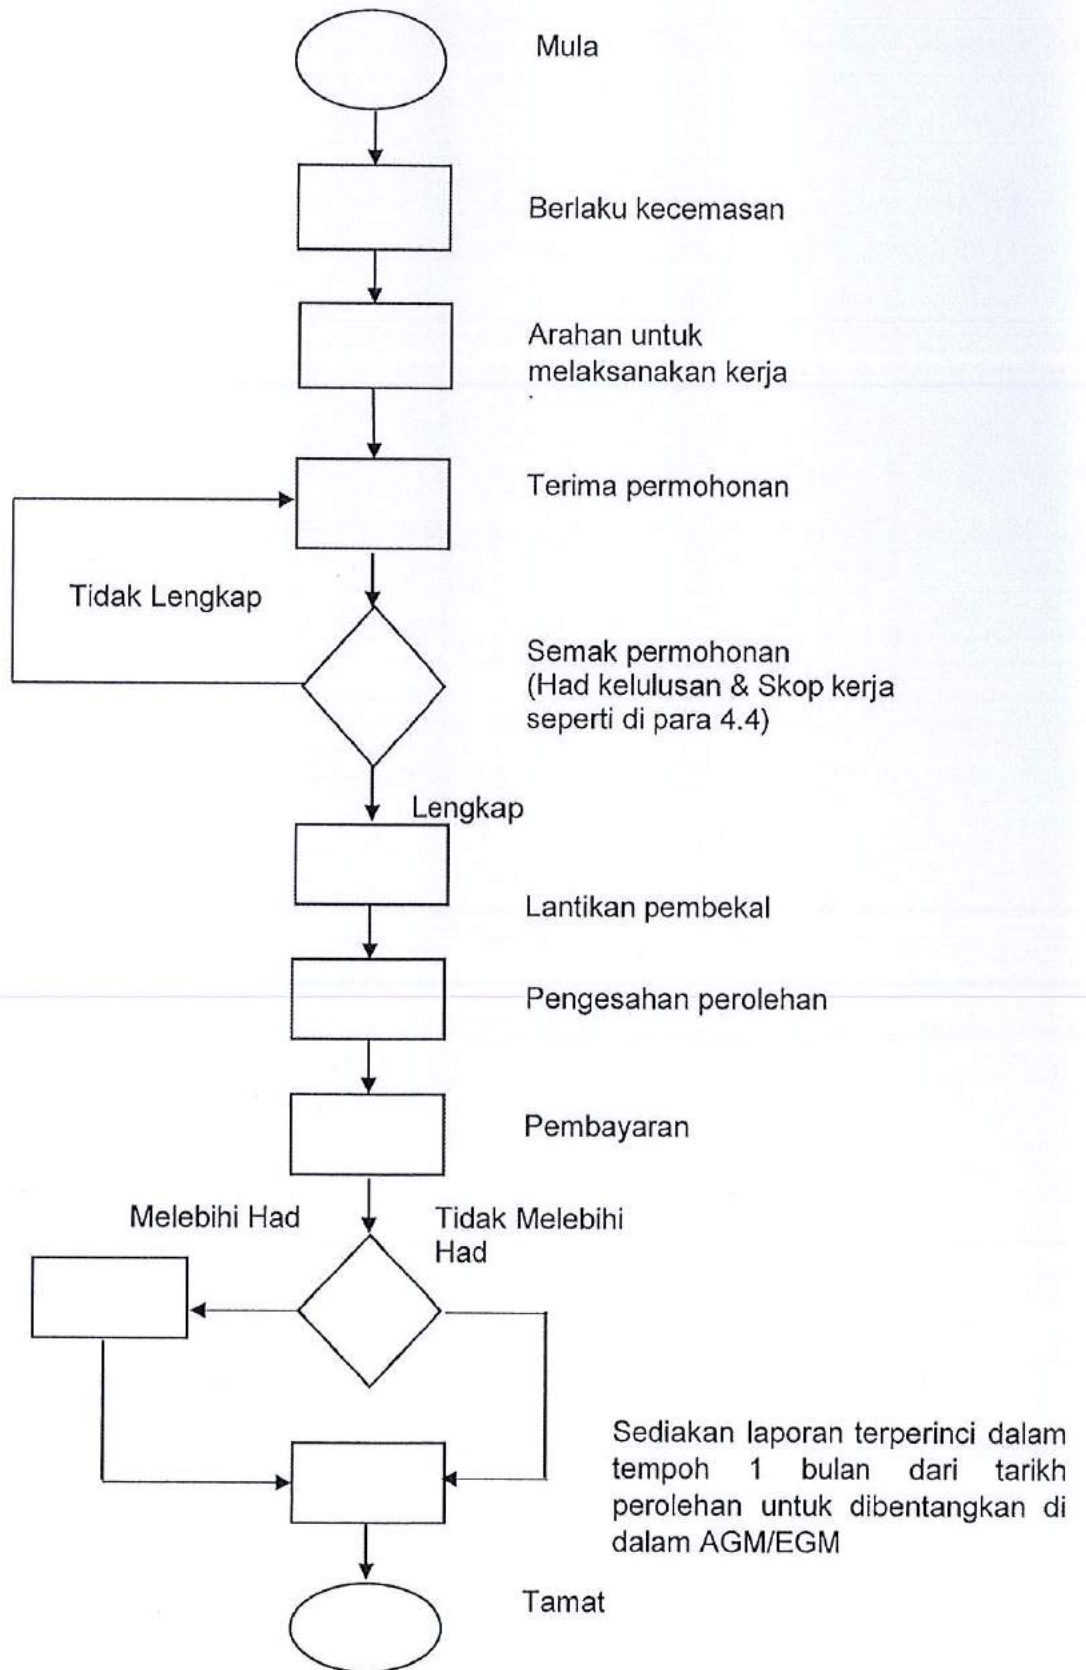 Mula
Berlaku kecemasan
Arahan untuk
melaksanakan kerja
Terima permohonan
Tidak Lengkap
Semak permohonan
(Had kelulusan & Skop kerja
seperti di para 4.4)
Lengkap
Lantikan pembekal
Pengesahan perolehan
Pembayaran
Melebihi Had
Tidak Melebihi
Had
Sediakan laporan terperinci dalam
tempoh 1 bulan dari tarikh
perolehan untuk dibentangkan di
dalam AGM/EGM
Tamat